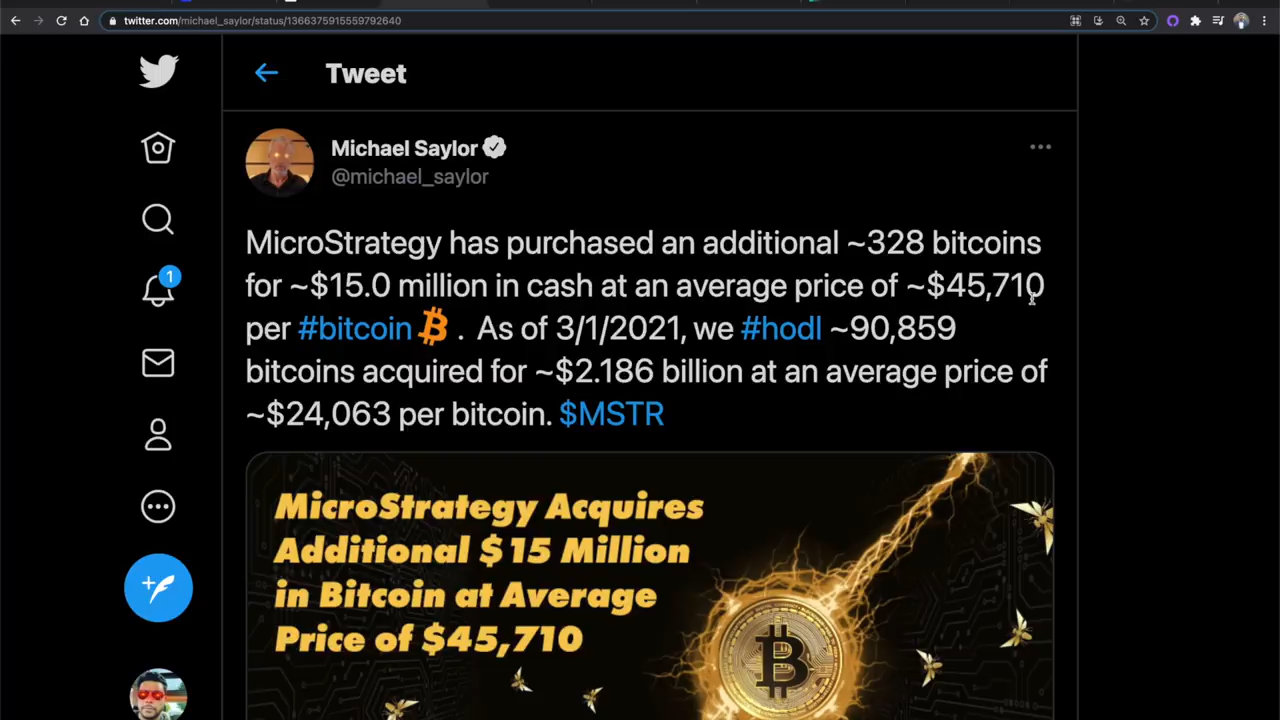 twitter.com/michael_saylor/status/1366375915559792640
Tweet
Michael Saylor
@michael_saylor
MicroStrategy has purchased an additional ~328 bitcoins
for ~$15.0 million in cash at an average price of ~$45,710
per #bitcoin . As of 3/1/2021, we #hodl ~90,859
bitcoins acquired for ~$2.186 billion at an average price of
~$24,063 per bitcoin. $MSTR
1
MicroStrategy Acquires
Additional $15 Million
in Bitcoin at Average
Price of $45,710